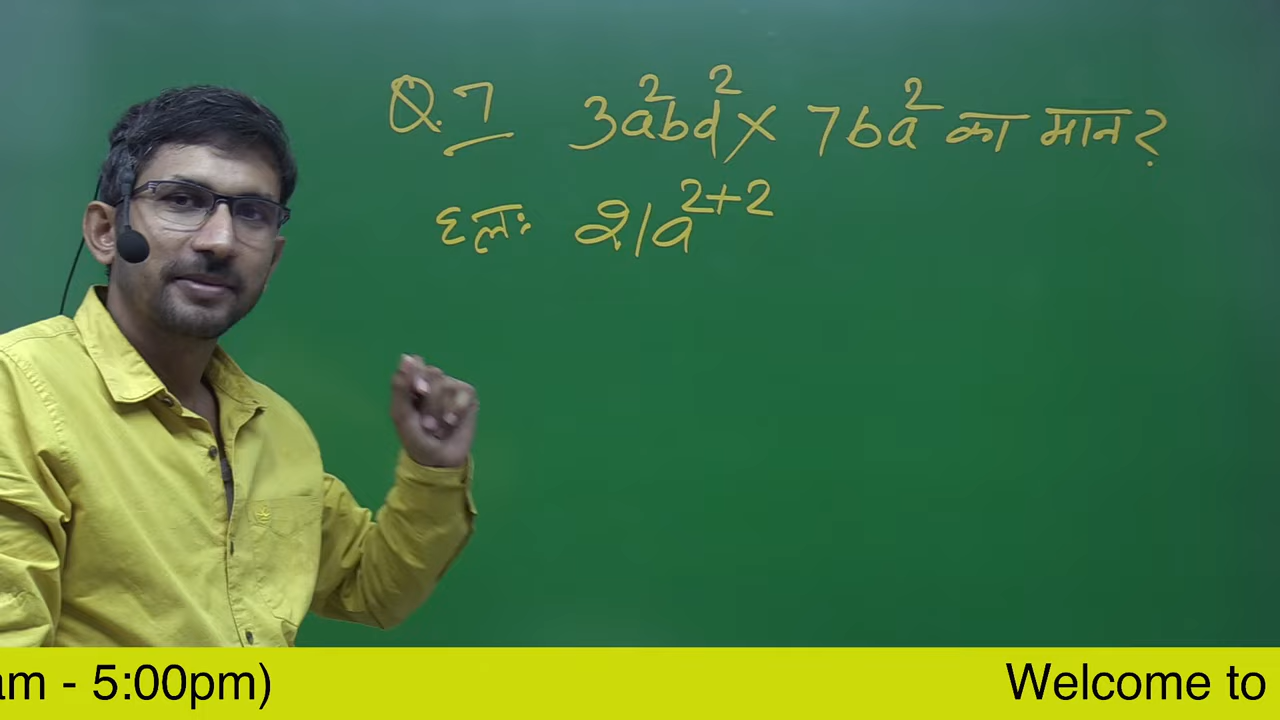 Q.7 3a²bd² × 7ba² का मान ?
हलः 21a²⁺²
am - 5:00pm) Welcome to